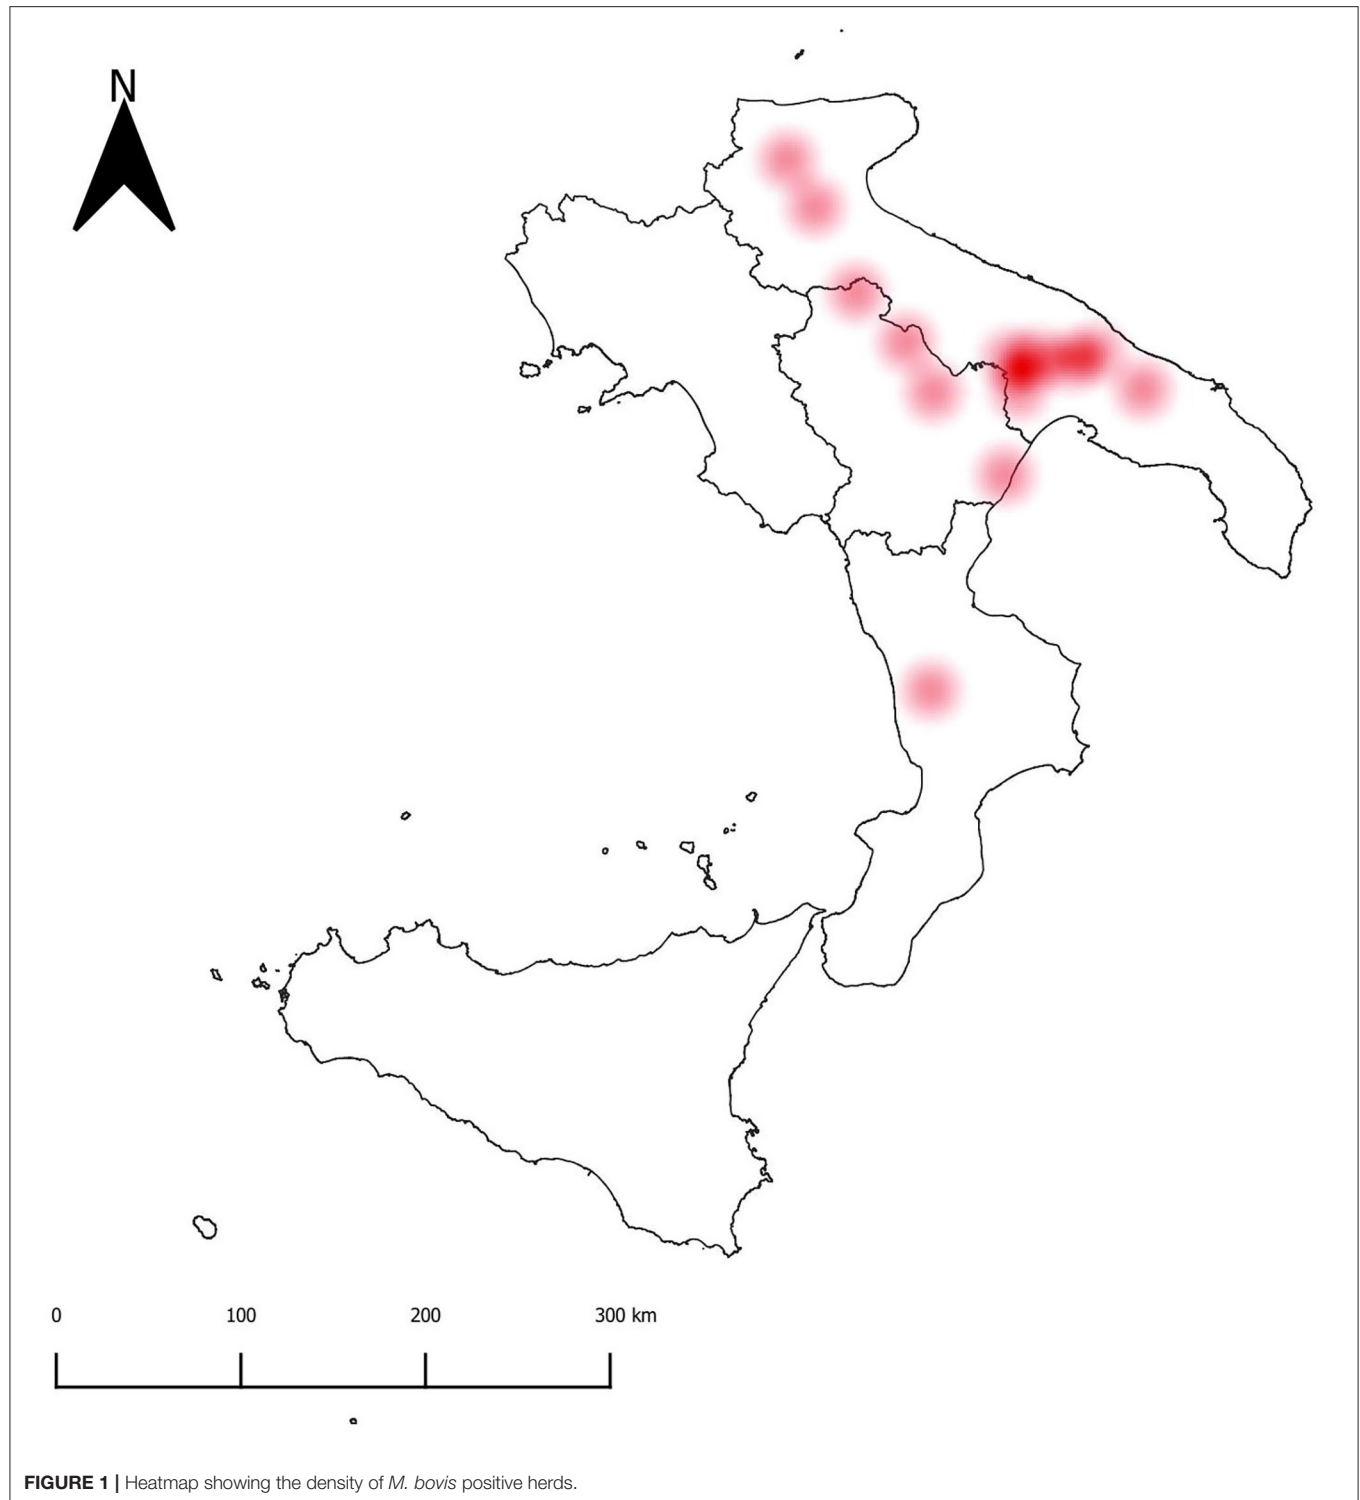 N
0 100 200 300 km
FIGURE 1 | Heatmap showing the density of M. bovis positive herds.